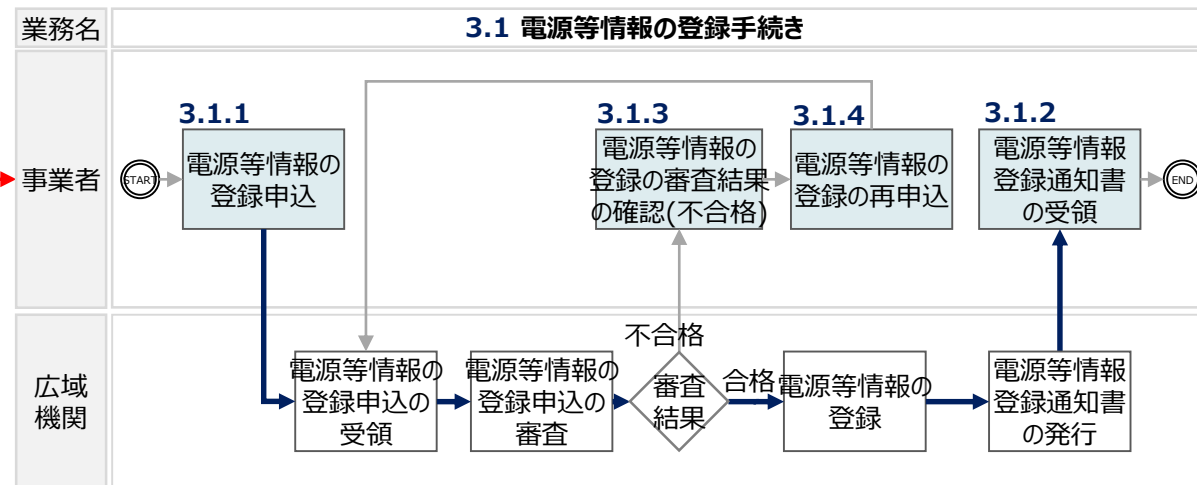 業務名
3.1 電源等情報の登録手続き
事業者
START
3.1.1
電源等情報の
登録申込
3.1.3
電源等情報の
登録の審査結果
の確認(不合格)
3.1.4
電源等情報の
登録の再申込
3.1.2
電源等情報
登録通知書
の受領
END
広域
機関
電源等情報の
登録申込の
受領
電源等情報の
登録申込の
審査
不合格
審査
結果
合格
電源等情報の
登録
電源等情報
登録通知書
の発行